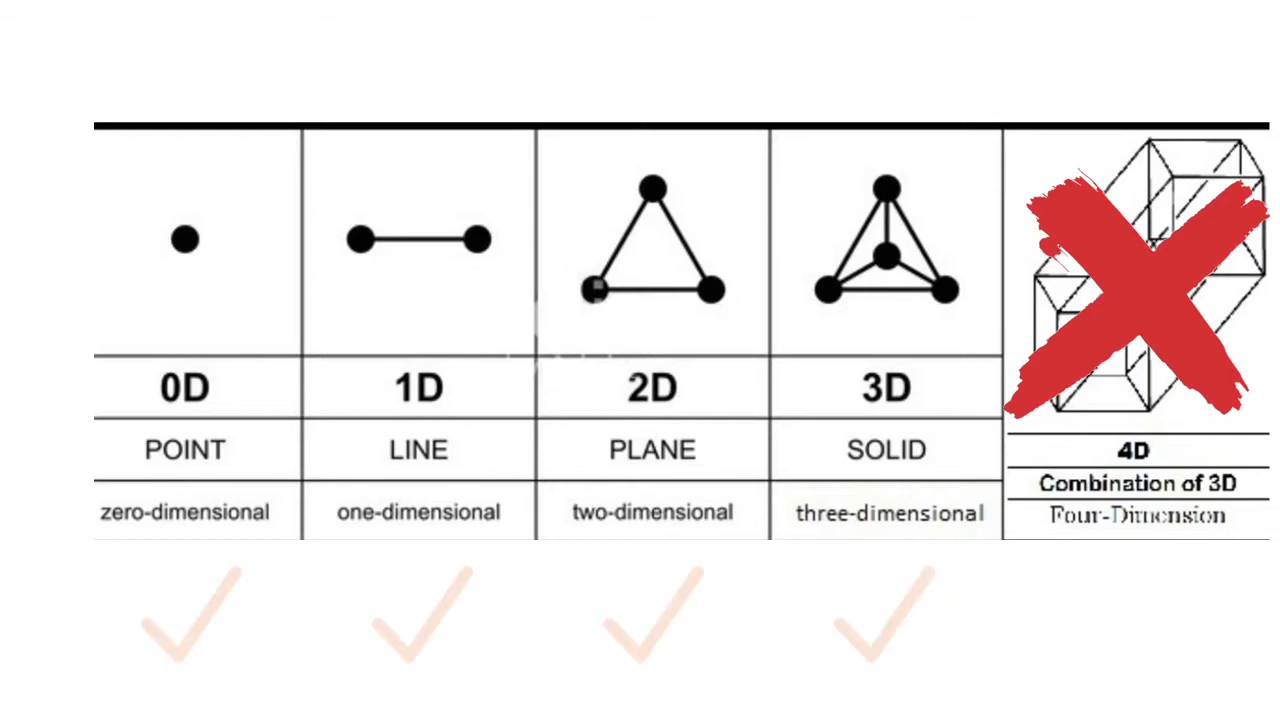 0D
1D
2D
3D
4D
POINT
LINE
PLANE
SOLID
Combination of 3D
zero-dimensional
one-dimensional
two-dimensional
three-dimensional
Four-Dimension